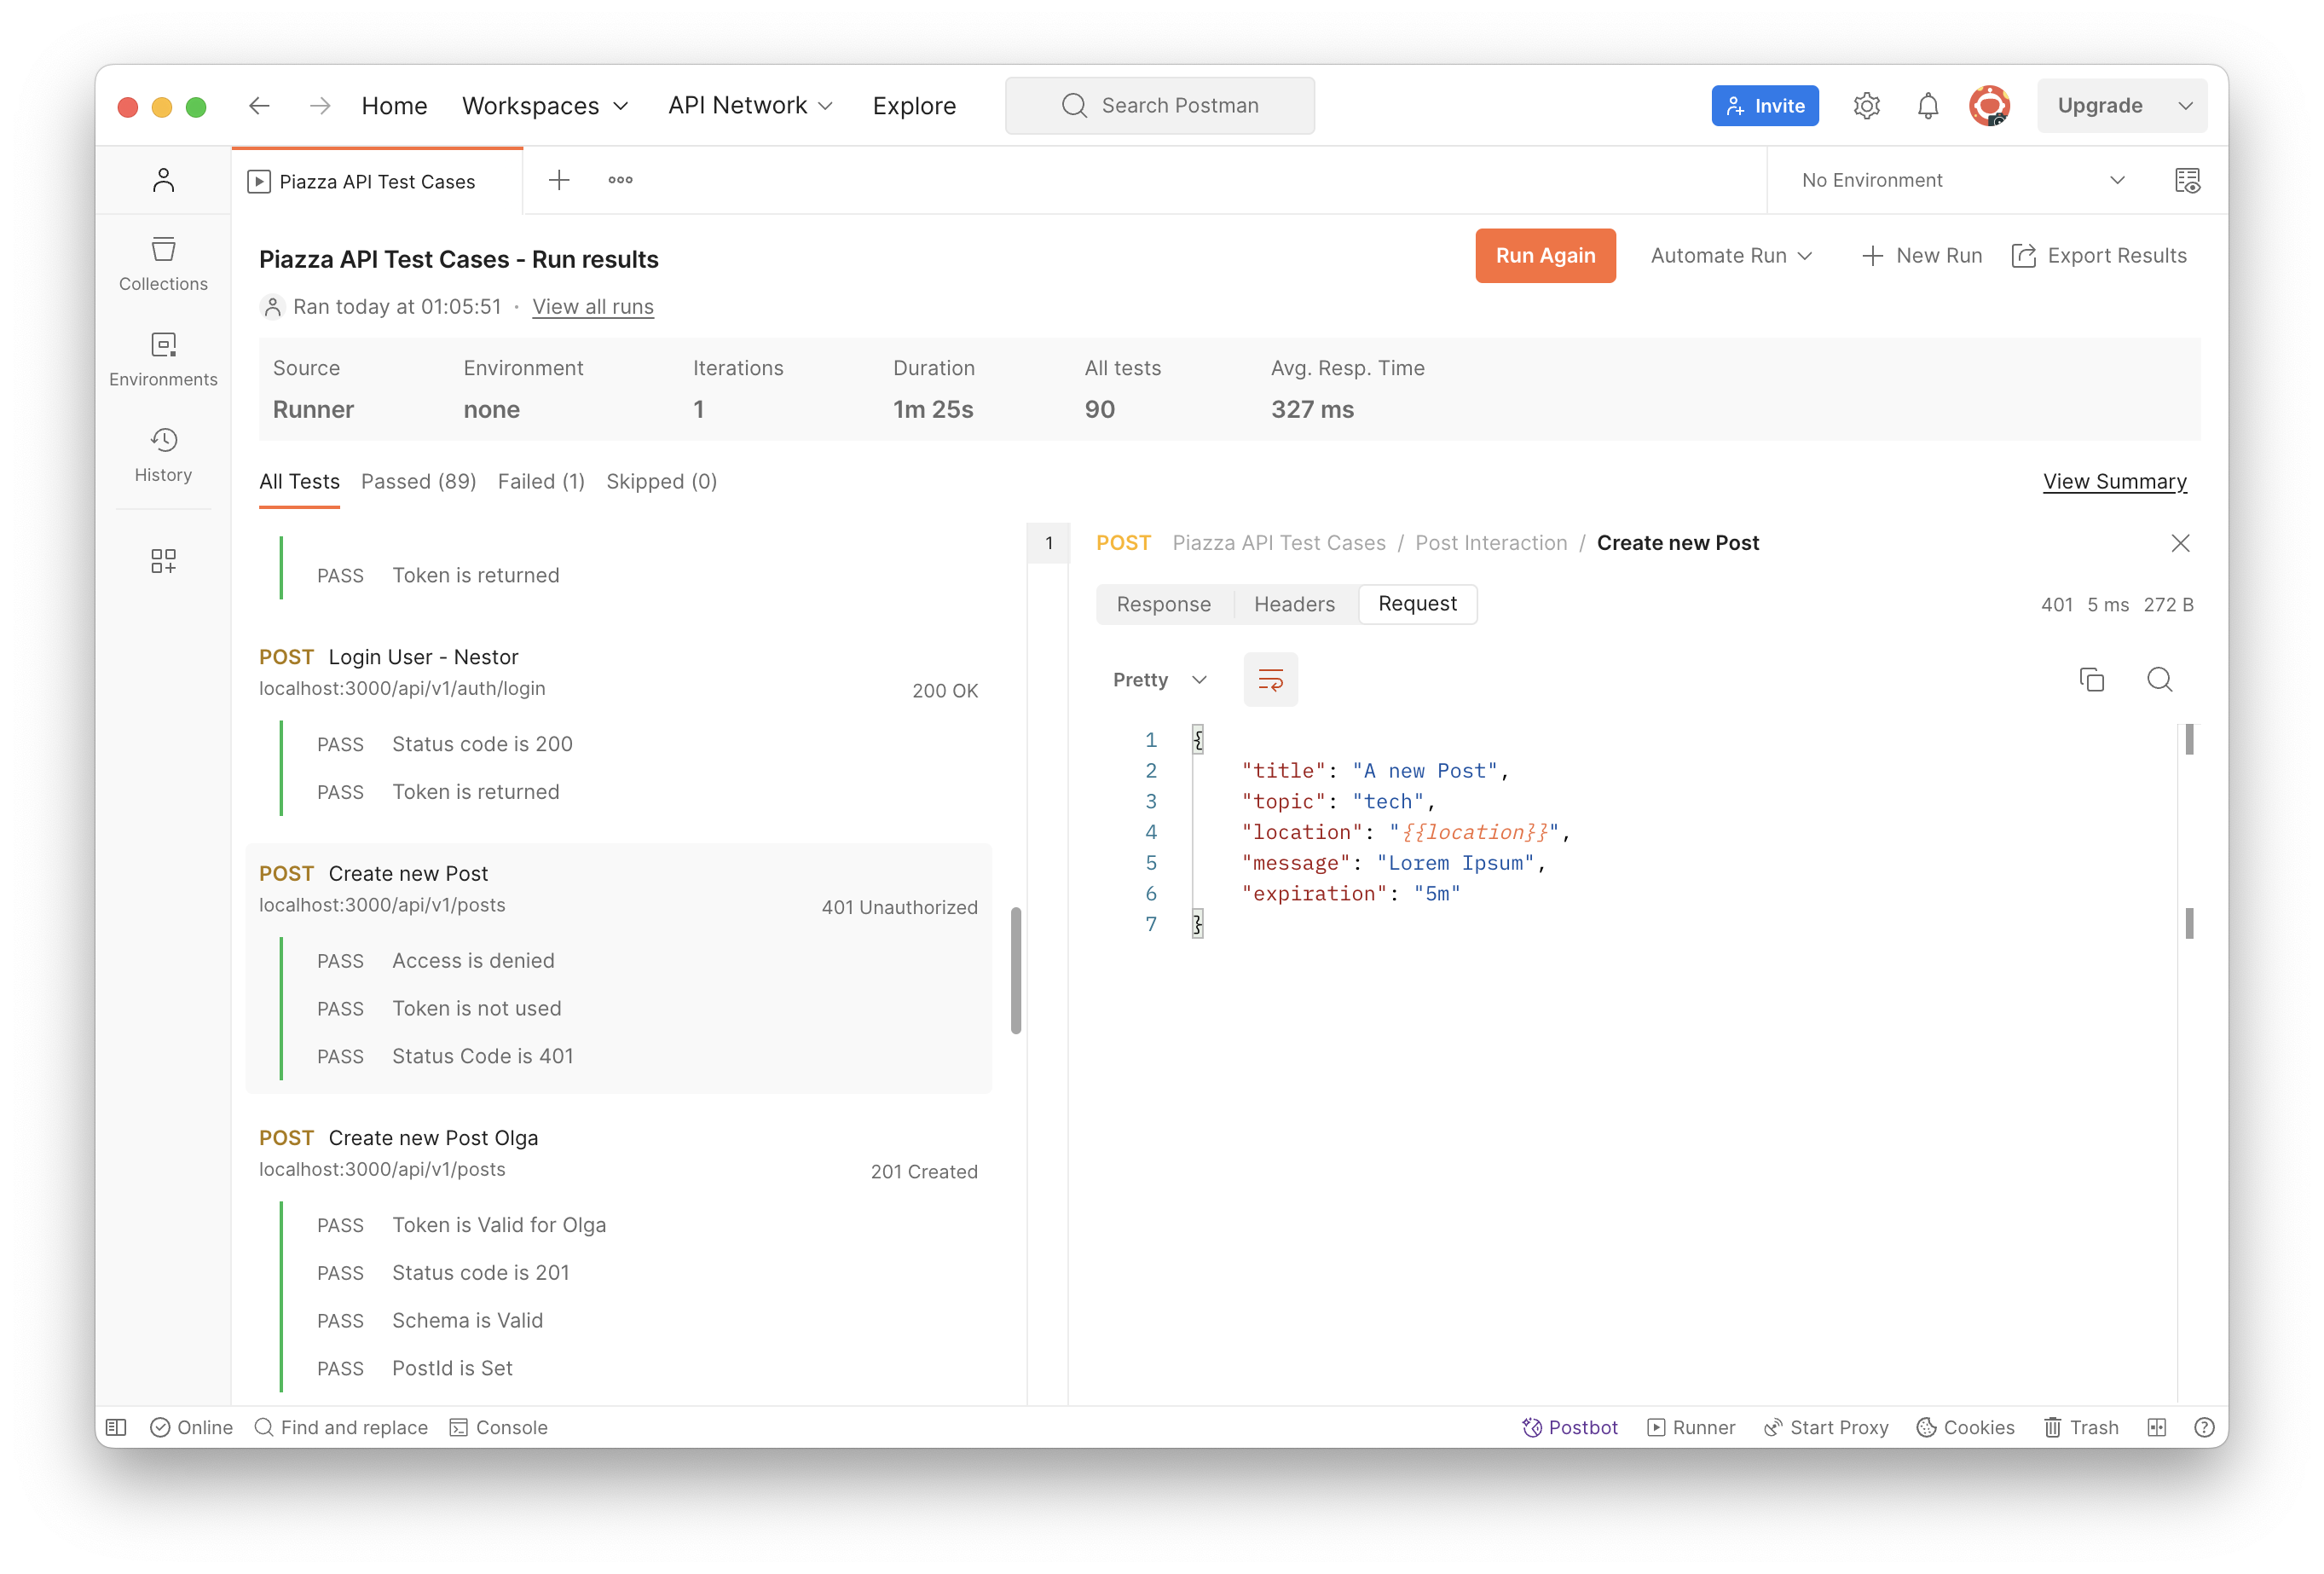 Home Workspaces API Network Explore Search Postman Invite Upgrade
Piazza API Test Cases No Environment
Collections
Environments
History
Piazza API Test Cases - Run results
Run Again Automate Run New Run Export Results
Ran today at 01:05:51 · View all runs
Source Environment Iterations Duration All tests Avg. Resp. Time
Runner none 1 1m 25s 90 327 ms
All Tests Passed (89) Failed (1) Skipped (0) View Summary
PASS Token is returned
POST Login User - Nestor
localhost:3000/api/v1/auth/login
200 OK
PASS Status code is 200
PASS Token is returned
POST Create new Post
localhost:3000/api/v1/posts
401 Unauthorized
PASS Access is denied
PASS Token is not used
PASS Status Code is 401
POST Create new Post Olga
localhost:3000/api/v1/posts
201 Created
PASS Token is Valid for Olga
PASS Status code is 201
PASS Schema is Valid
PASS PostId is Set
1
POST Piazza API Test Cases / Post Interaction / Create new Post
Response Headers Request 401 5 ms 272 B
Pretty
1 {
2 "title": "A new Post",
3 "topic": "tech",
4 "location": "{{location}}",
5 "message": "Lorem Ipsum",
6 "expiration": "5m"
7 }
Online Find and replace Console Postbot Runner Start Proxy Cookies Trash